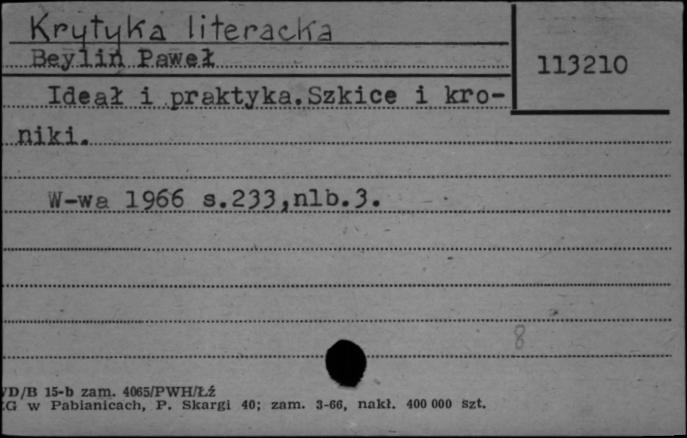 Krytyka literacka
Beylin Paweł
113210
Ideał i praktyka.Szkice i kro-
niki.
W-wa 1966 s.233,nlb.3.
8
/D/B 15-b zam. 4065/PWH/Łź
G w Pabianicach, P. Skargi 40; zam. 3-66, nakł. 400 000 szt.